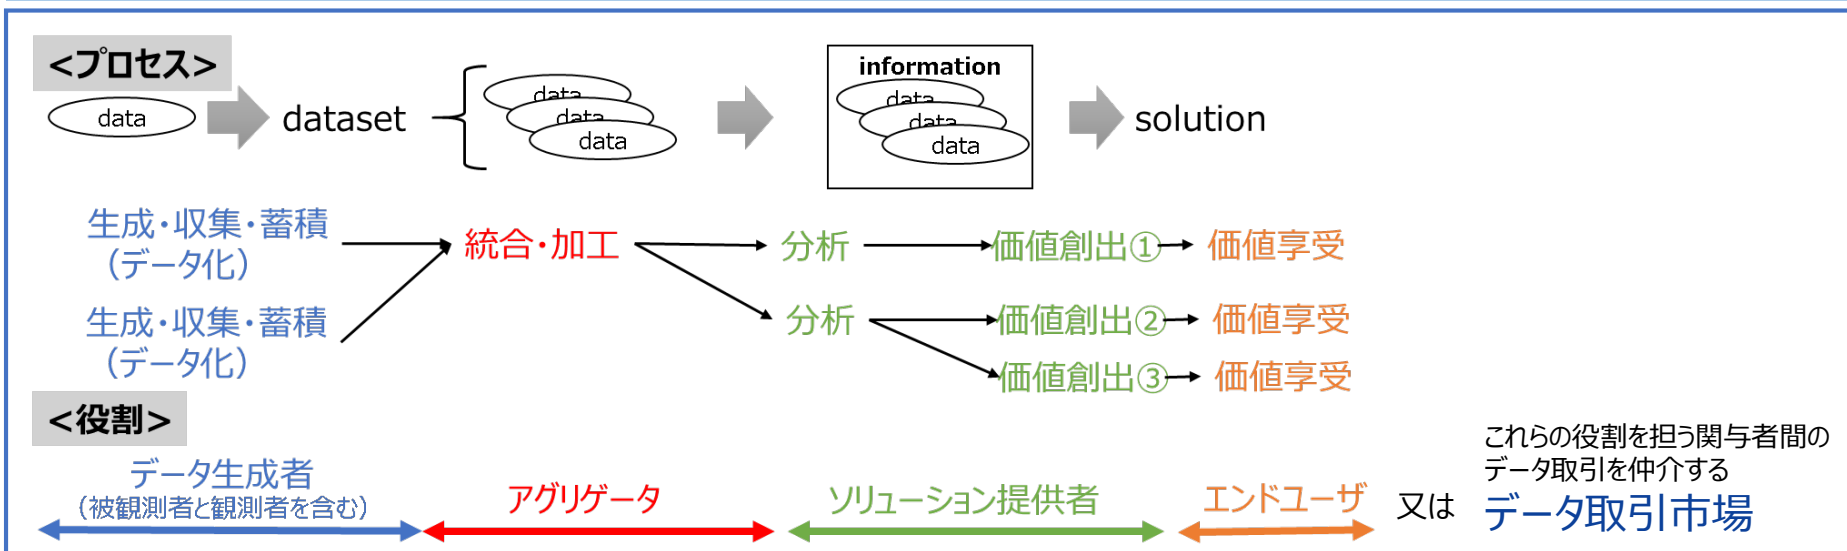 <プロセス>
data
dataset
data
data
data
information
data
data
data
solution
生成・収集・蓄積
(データ化)
生成・収集・蓄積
(データ化)
統合・加工
分析
分析
価値創出①
価値創出②
価値創出③
価値享受
価値享受
価値享受
<役割>
データ生成者
(被観測者と観測者を含む)
アグリゲータ
ソリューション提供者
エンドユーザ
又は
これらの役割を担う関与者間の
データ取引を仲介する
データ取引市場